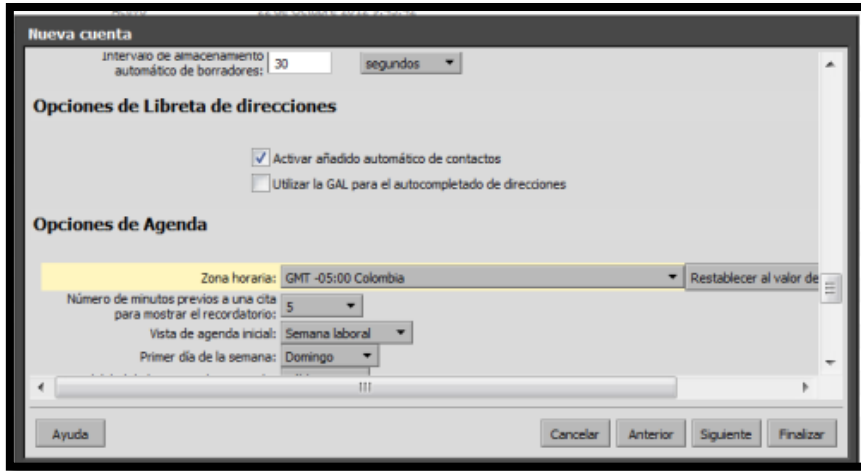 Nueva cuenta
Intervalo de almacenamiento
automático de borradores: 30 segundos
Opciones de Libreta de direcciones
Activar añadido automático de contactos
Utilizar la GAL para el autocompletado de direcciones
Opciones de Agenda
Zona horaria: GMT -05:00 Colombia Restablecer al valor de
Número de minutos previos a una cita
para mostrar el recordatorio: 5
Vista de agenda inicial: Semana laboral
Primer día de la semana: Domingo
Ayuda Cancelar Anterior Siguiente Finalizar